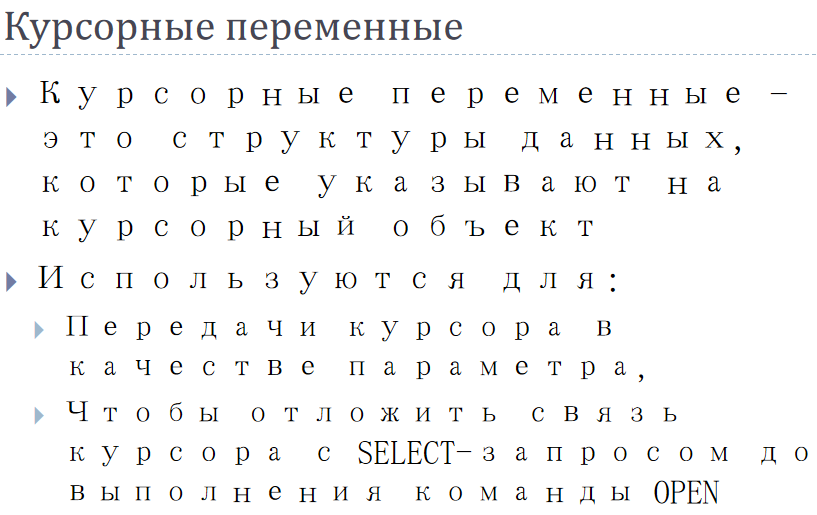 Курсорные переменные
Курсорные переменные –
это структуры данных,
которые указывают на
курсорный объект
Используются для:
Передачи курсора в
качестве параметра,
Чтобы отложить связь
курсора с SELECT-запросом до
выполнения команды OPEN